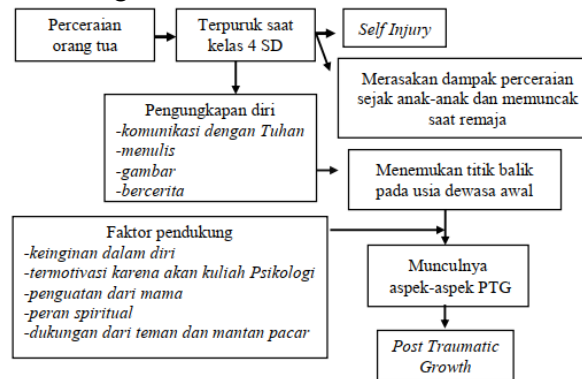 Perceraian
orang tua
Terpuruk saat
kelas 4 SD
Self Injury
Merasakan dampak perceraian
sejak anak-anak dan memuncak
saat remaja
Pengungkapan diri
-komunikasi dengan Tuhan
-menulis
-gambar
-bercerita
Menemukan titik balik
pada usia dewasa awal
Faktor pendukung
-keinginan dalam diri
-termotivasi karena akan kuliah Psikologi
-penguatan dari mama
-peran spiritual
-dukungan dari teman dan mantan pacar
Munculnya
aspek-aspek PTG
Post Traumatic
Growth